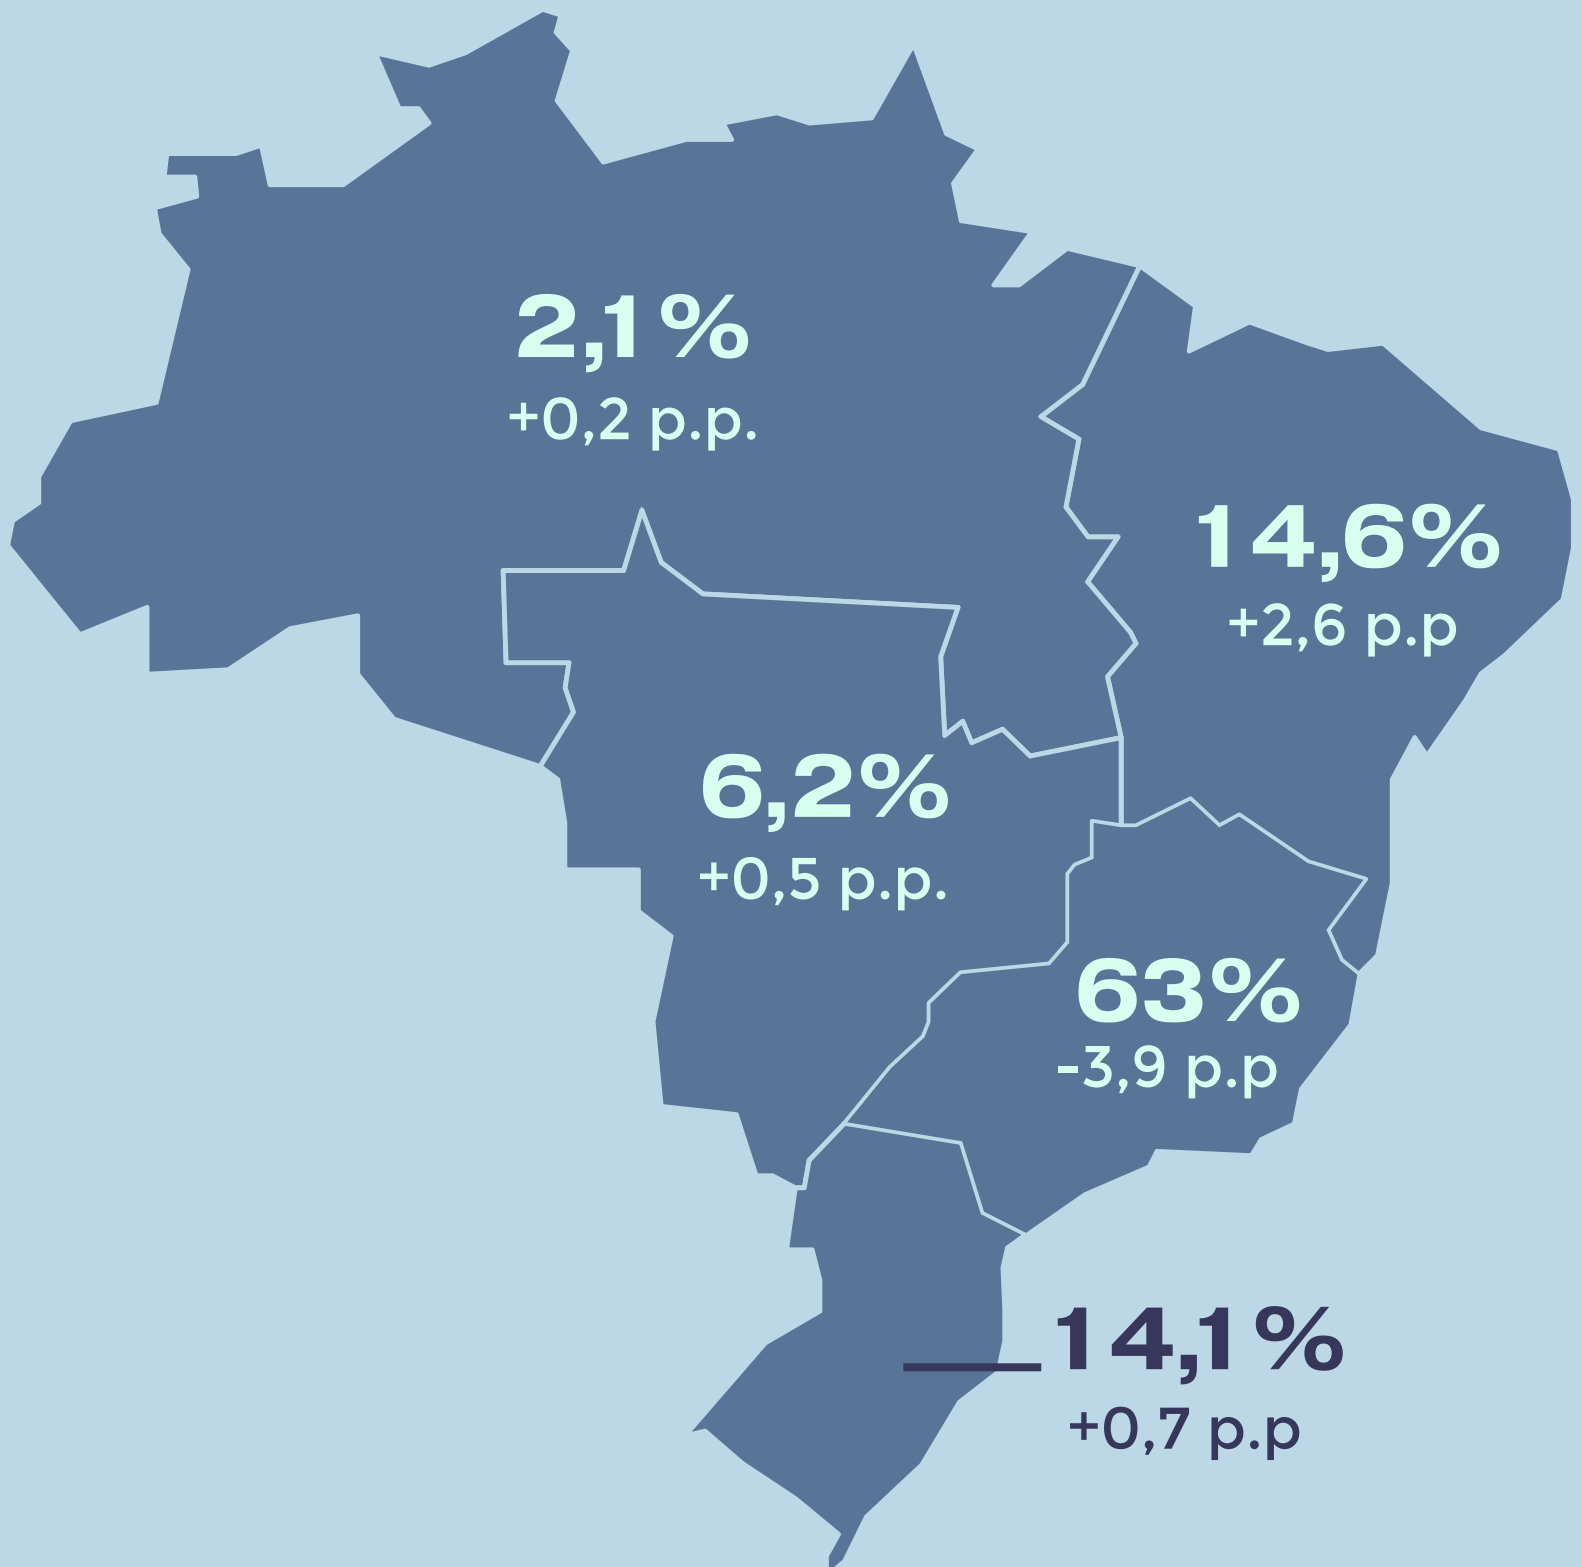 2,1%
+0,2 p.p.
14,6%
+2,6 p.p
6,2%
+0,5 p.p.
63%
-3,9 p.p
14,1%
+0,7 p.p